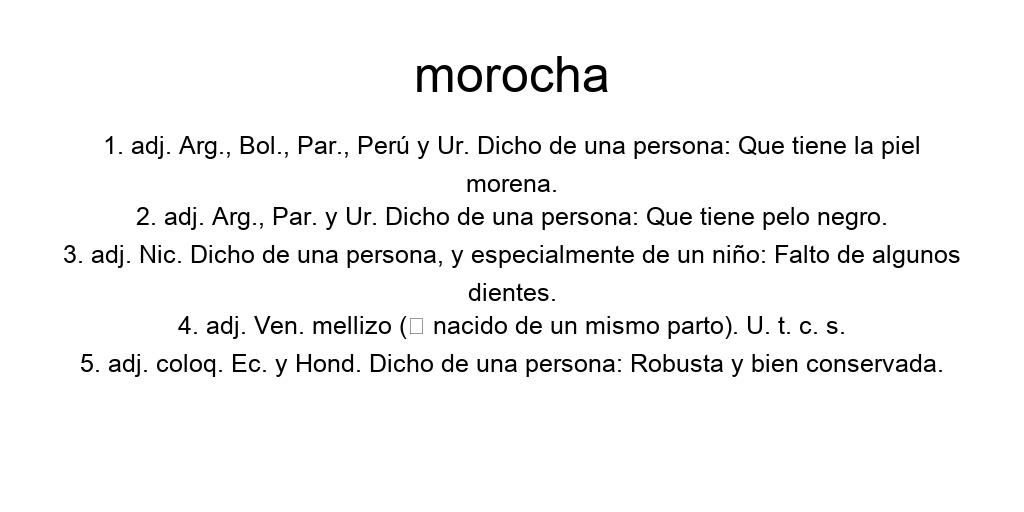 morocha
1. adj. Arg., Bol., Par., Perú y Ur. Dicho de una persona: Que tiene la piel
morena.
2. adj. Arg., Par. y Ur. Dicho de una persona: Que tiene pelo negro.
3. adj. Nic. Dicho de una persona, y especialmente de un niño: Falto de algunos
dientes.
4. adj. Ven. mellizo (□ nacido de un mismo parto). U. t. c. s.
5. adj. coloq. Ec. y Hond. Dicho de una persona: Robusta y bien conservada.